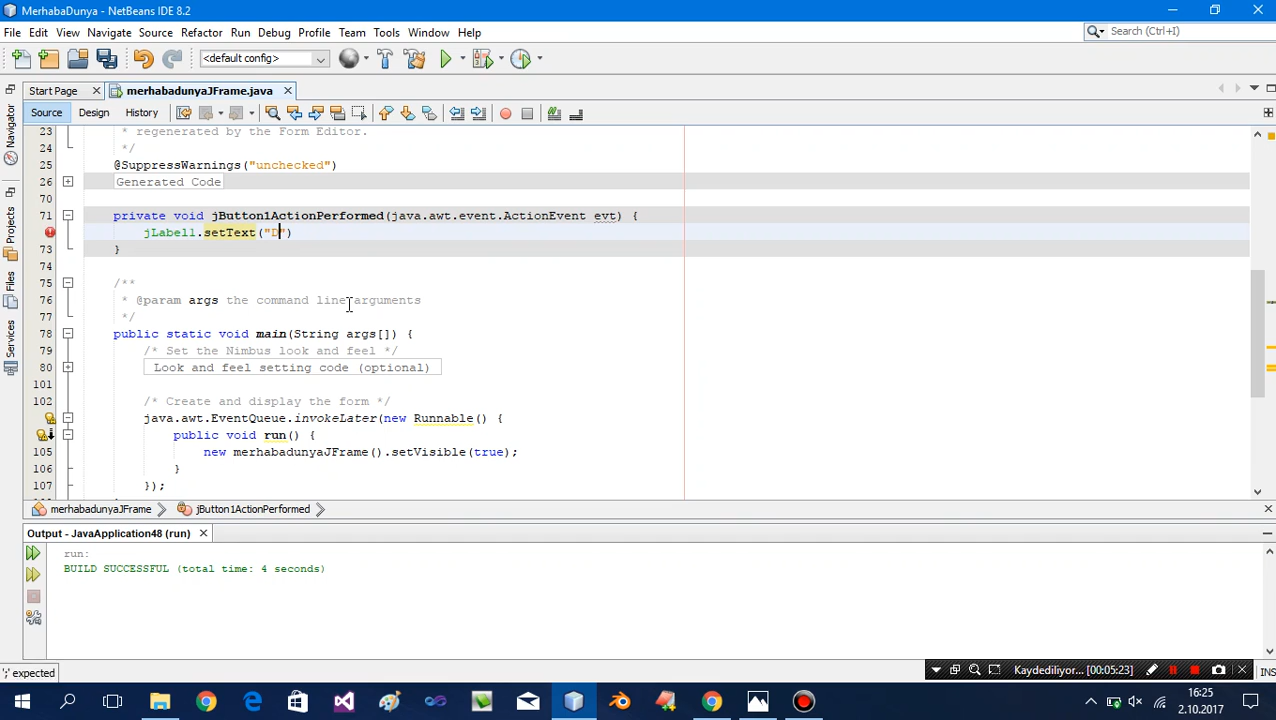 MerhabaDunya - NetBeans IDE 8.2
File Edit View Navigate Source Refactor Run Debug Profile Team Tools Window Help
Search (Ctrl+I)
<default config>
Start Page merhabadunyaJFrame.java
Source Design History
23 * regenerated by the Form Editor.
24 */
25 @SuppressWarnings("unchecked")
26 Generated Code
70
71 private void jButton1ActionPerformed(java.awt.event.ActionEvent evt) {
jLabel1.setText("D")
73 }
74
75 /**
76 * @param args the command line arguments
77 */
78 public static void main(String args[]) {
79 /* Set the Nimbus look and feel */
80 Look and feel setting code (optional)
101
102 /* Create and display the form */
java.awt.EventQueue.invokeLater(new Runnable() {
public void run() {
105 new merhabadunyaJFrame().setVisible(true);
106 }
107 });
merhabadunyaJFrame jButton1ActionPerformed
Output - JavaApplication48 (run)
run:
BUILD SUCCESSFUL (total time: 4 seconds)
Navigator
Projects
Files
Services
';' expected
Kaydediliyor... [00:05:23]
INS
16:25
2.10.2017